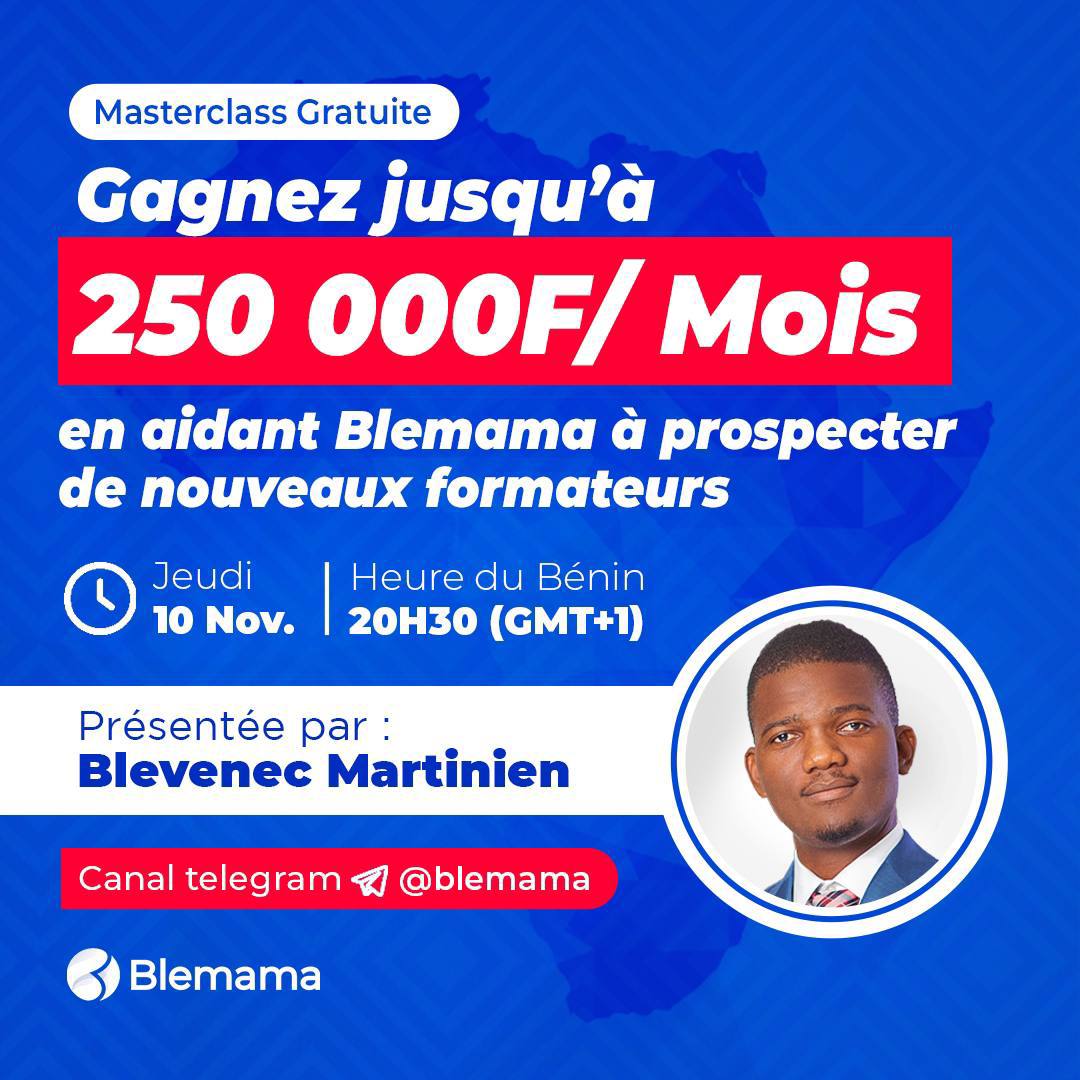 Masterclass Gratuite
Gagnez jusqu’à
250 000F/ Mois
en aidant Blemama à prospecter
de nouveaux formateurs
Jeudi
10 Nov.
Heure du Bénin
20H30 (GMT+1)
Présentée par :
Blevenec Martinien
Canal telegram @blemama
Blemama